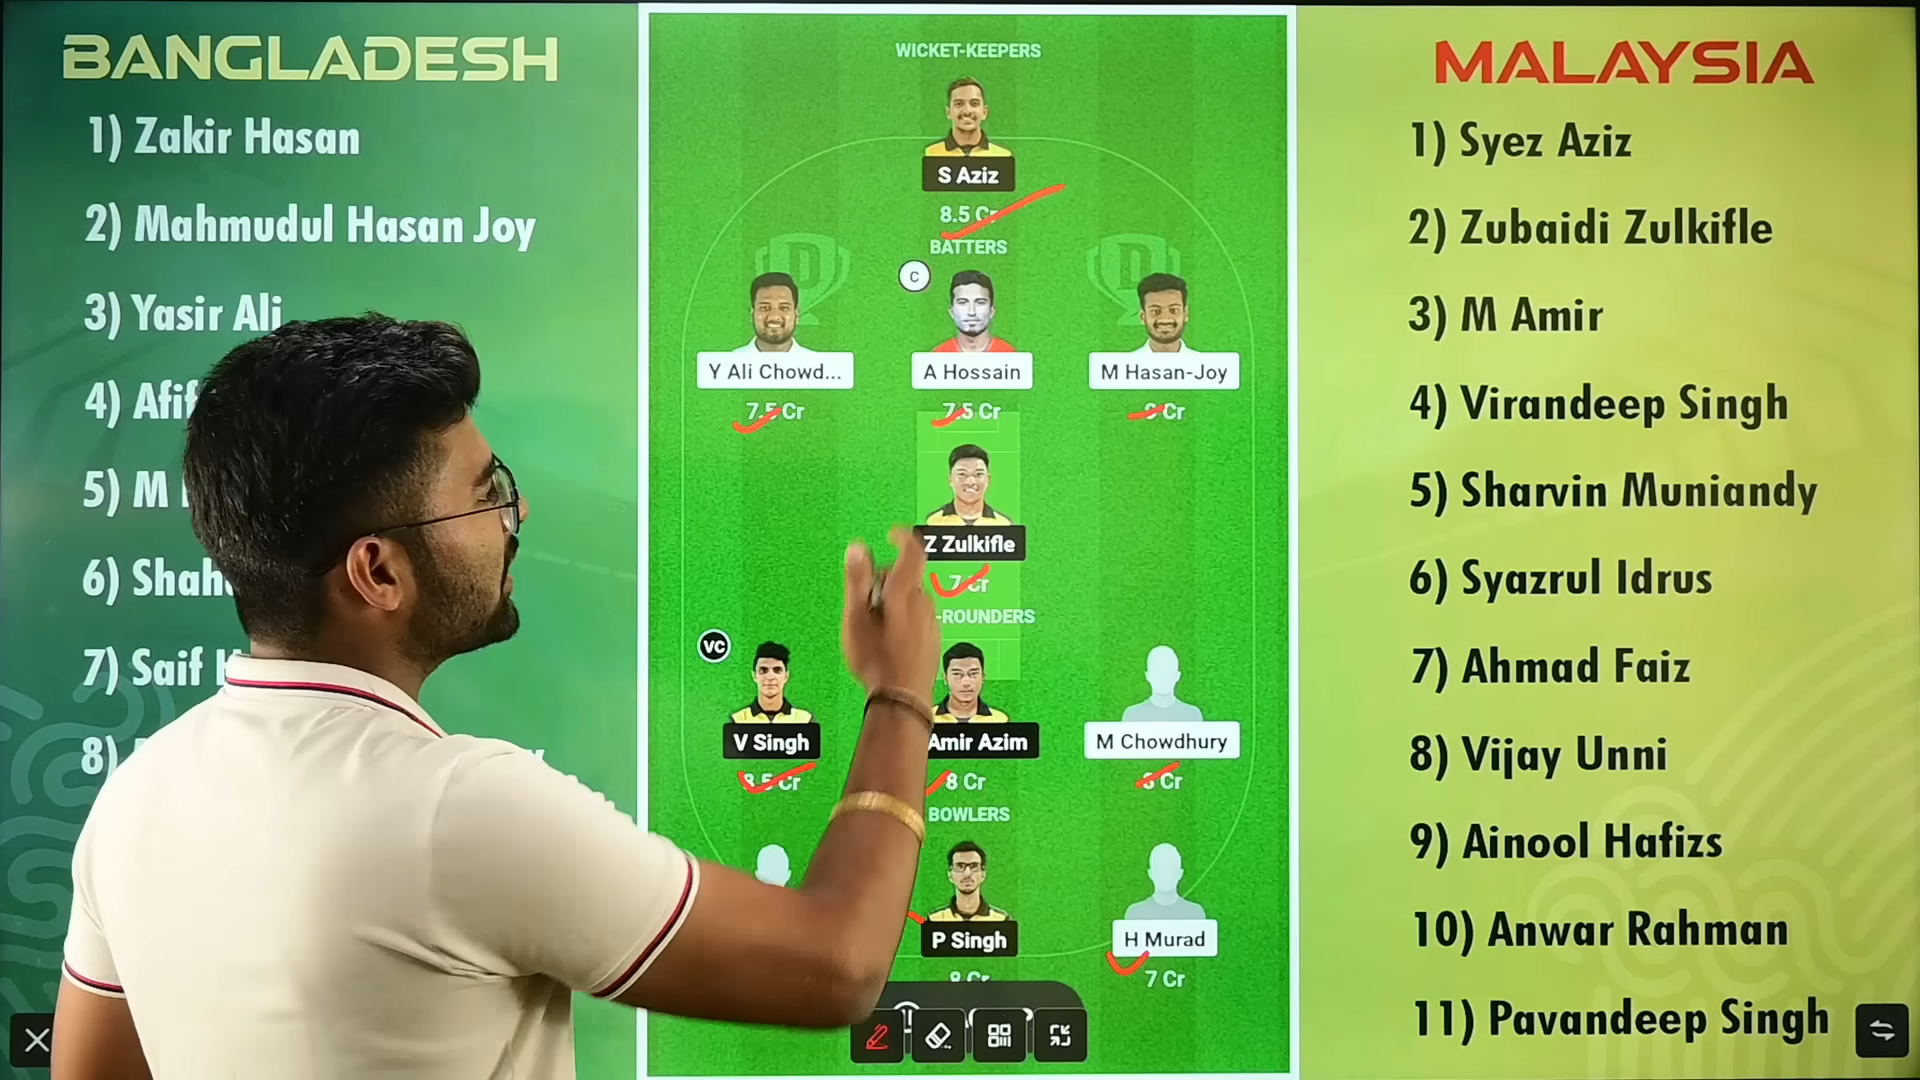 BANGLADESH
1) Zakir Hasan
2) Mahmudul Hasan Joy
3) Yasir Ali
4) Afif
5) M
6) Shah
7) Saif
8)
WICKET-KEEPERS
S Aziz
8.5 Cr
BATTERS
C
Y Ali Chowd...
A Hossain
M Hasan-Joy
7.5 Cr
7.5 Cr
Cr
Z Zulkifle
7 Cr
-ROUNDERS
VC
V Singh
Amir Azim
M Chowdhury
8.5 Cr
8 Cr
Cr
BOWLERS
P Singh
H Murad
8 Cr
7 Cr
MALAYSIA
1) Syez Aziz
2) Zubaidi Zulkifle
3) M Amir
4) Virandeep Singh
5) Sharvin Muniandy
6) Syazrul Idrus
7) Ahmad Faiz
8) Vijay Unni
9) Ainool Hafizs
10) Anwar Rahman
11) Pavandeep Singh